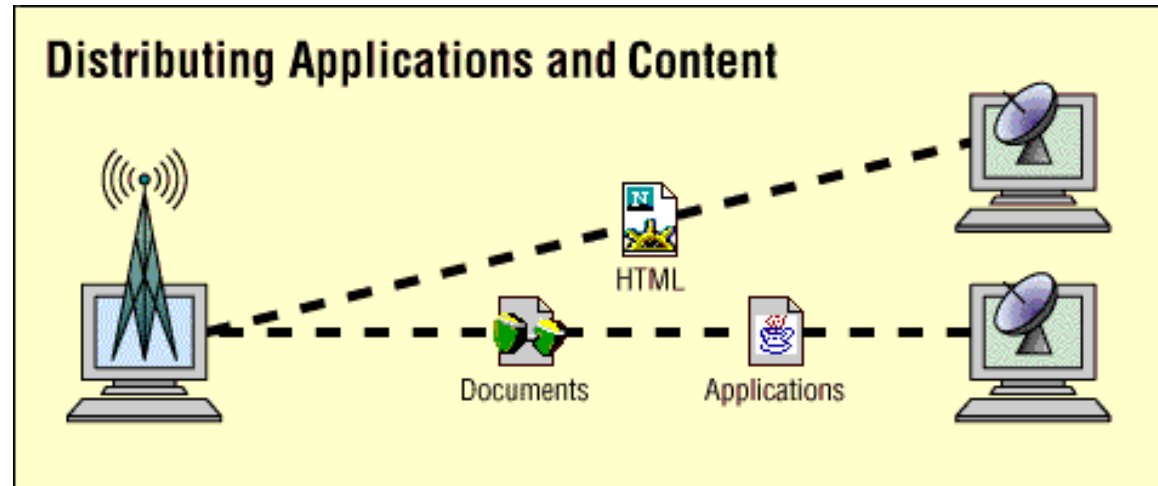 Distributing Applications and Content
N
HTML
Documents
Applications